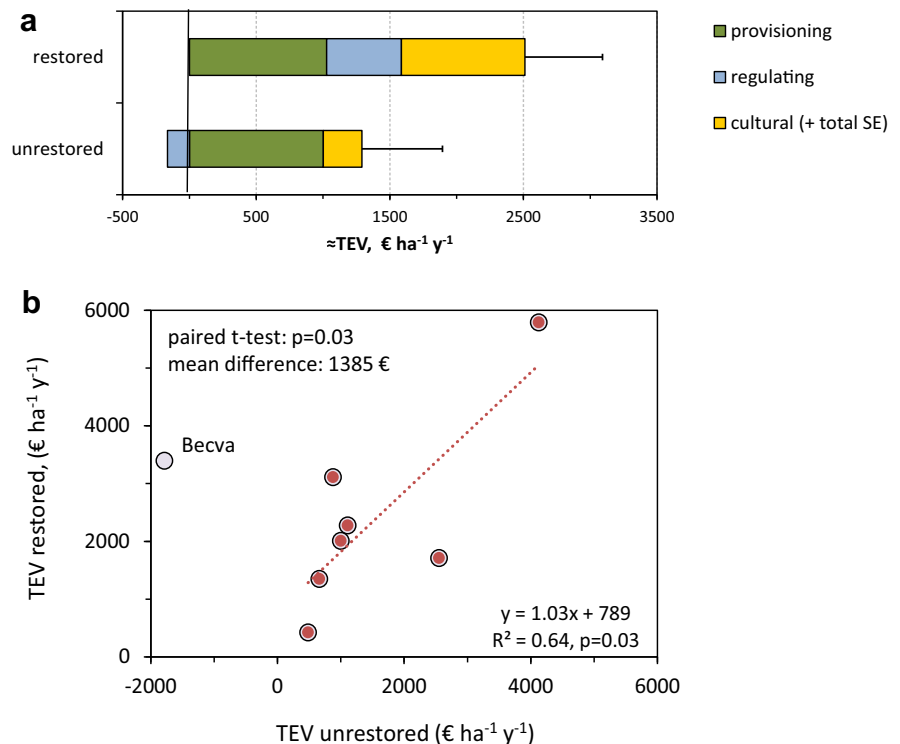 a
restored
unrestored
-500
500
1500
2500
3500
≈TEV, € ha⁻¹ y⁻¹
provisioning
regulating
cultural (+ total SE)
b
6000
4000
2000
0
TEV restored, (€ ha⁻¹ y⁻¹)
paired t-test: p=0.03
mean difference: 1385 €
Becva
y = 1.03x + 789
R² = 0.64, p=0.03
-2000
0
2000
4000
6000
TEV unrestored (€ ha⁻¹ y⁻¹)